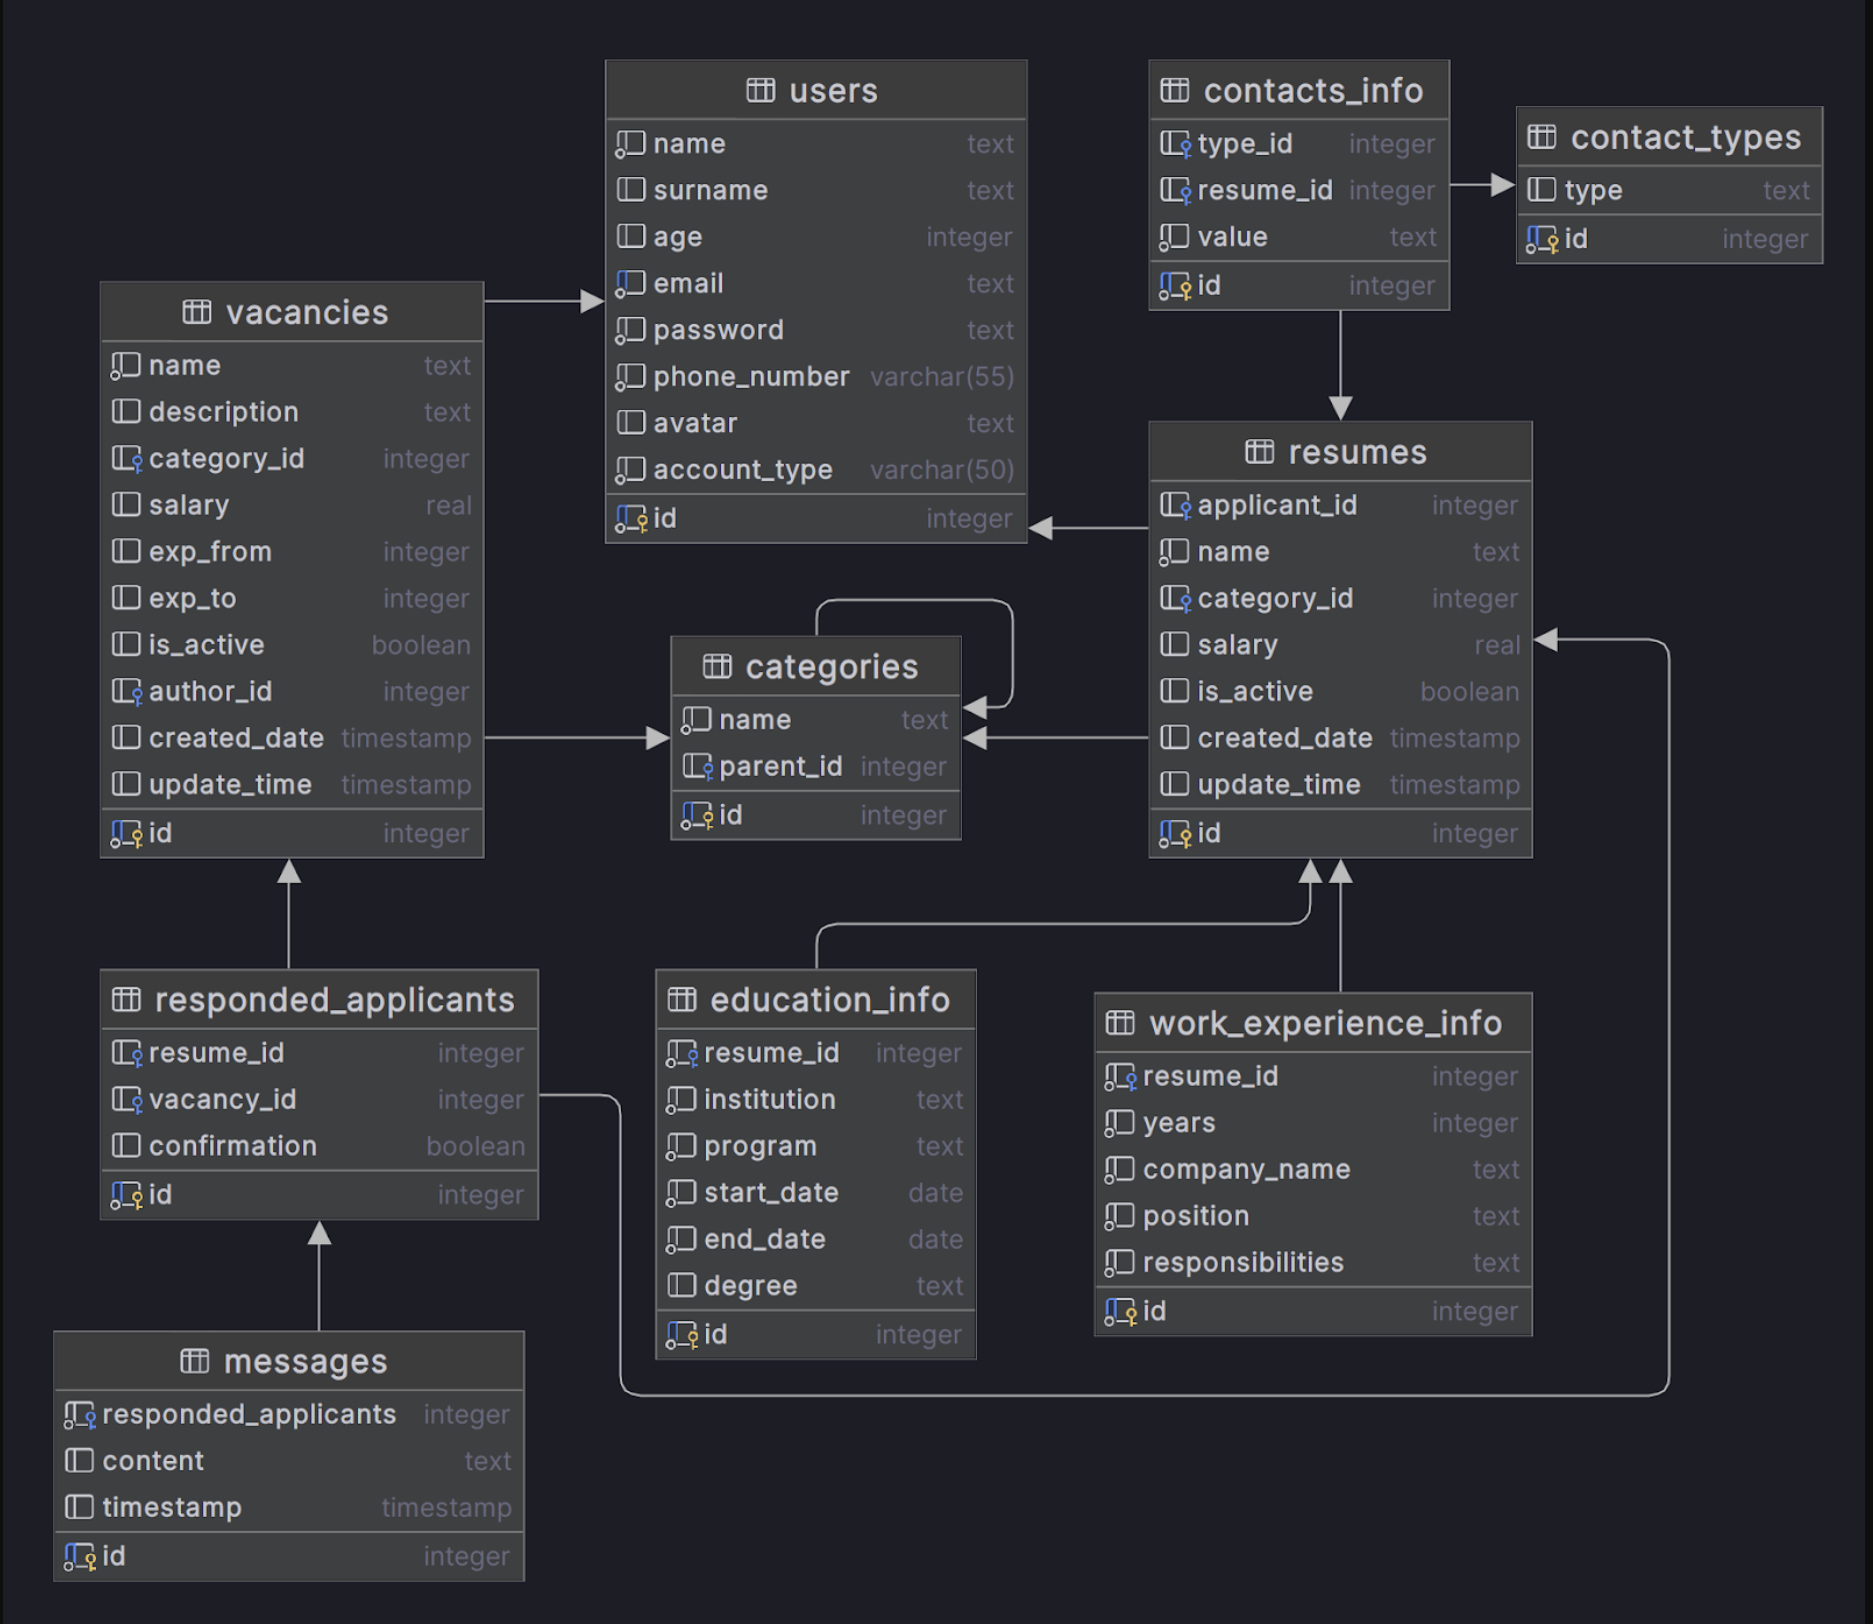 users
name text
surname text
age integer
email text
password text
phone_number varchar(55)
avatar text
account_type varchar(50)
id integer
contacts_info
type_id integer
resume_id integer
value text
id integer
contact_types
type text
id integer
vacancies
name text
description text
category_id integer
salary real
exp_from integer
exp_to integer
is_active boolean
author_id integer
created_date timestamp
update_time timestamp
id integer
categories
name text
parent_id integer
id integer
resumes
applicant_id integer
name text
category_id integer
salary real
is_active boolean
created_date timestamp
update_time timestamp
id integer
responded_applicants
resume_id integer
vacancy_id integer
confirmation boolean
id integer
education_info
resume_id integer
institution text
program text
start_date date
end_date date
degree text
id integer
work_experience_info
resume_id integer
years integer
company_name text
position text
responsibilities text
id integer
messages
responded_applicants integer
content text
timestamp timestamp
id integer